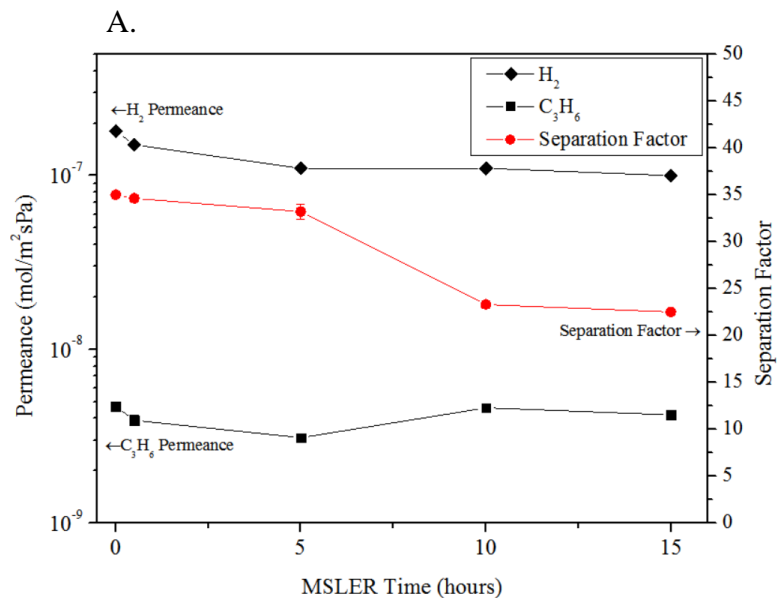 A.
H₂
C₃H₆
Separation Factor
←H₂ Permeance
Separation Factor →
←C₃H₆ Permeance
Permeance (mol/m²sPa)
10⁻⁷
10⁻⁸
10⁻⁹
Separation Factor
50
45
40
35
30
25
20
15
10
5
0
0
5
10
15
MSLER Time (hours)